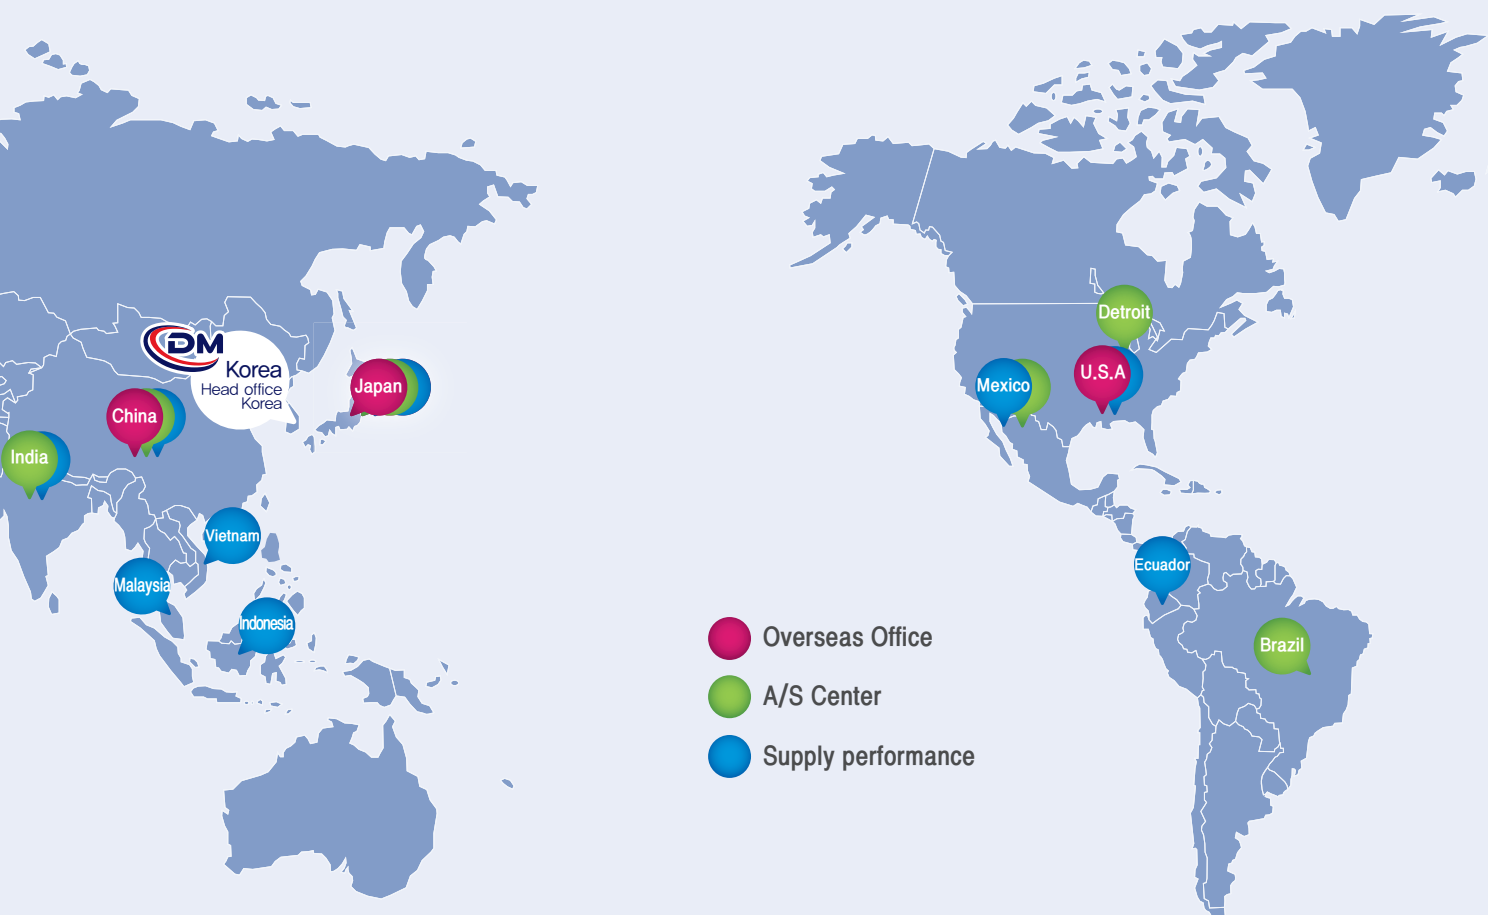 DM
Korea
Head office
Korea
China
Japan
India
Vietnam
Malaysia
Indonesia
Detroit
Mexico
U.S.A
Ecuador
Brazil
Overseas Office
A/S Center
Supply performance